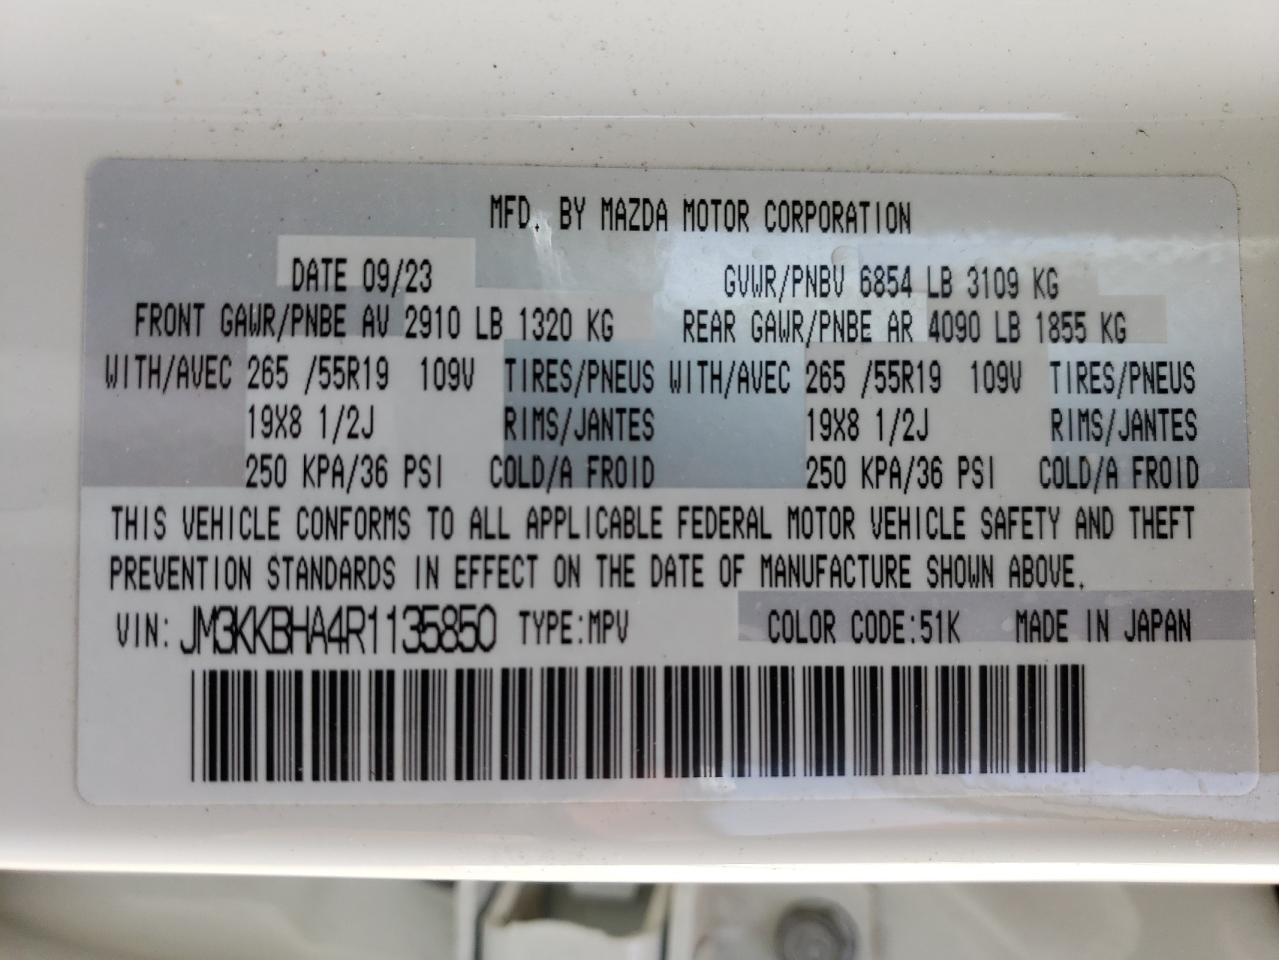 MFD. BY MAZDA MOTOR CORPORATION
DATE 09/23 GVWR/PNBV 6854 LB 3109 KG
FRONT GAWR/PNBE AV 2910 LB 1320 KG REAR GAWR/PNBE AR 4090 LB 1855 KG
WITH/AVEC 265 /55R19 109V TIRES/PNEUS WITH/AVEC 265 /55R19 109V TIRES/PNEUS
19X8 1/2J RIMS/JANTES 19X8 1/2J RIMS/JANTES
250 KPA/36 PSI COLD/A FROID 250 KPA/36 PSI COLD/A FROID
THIS VEHICLE CONFORMS TO ALL APPLICABLE FEDERAL MOTOR VEHICLE SAFETY AND THEFT
PREVENTION STANDARDS IN EFFECT ON THE DATE OF MANUFACTURE SHOWN ABOVE.
VIN: JM3KKBHA4R1135850 TYPE:MPV COLOR CODE:51K MADE IN JAPAN